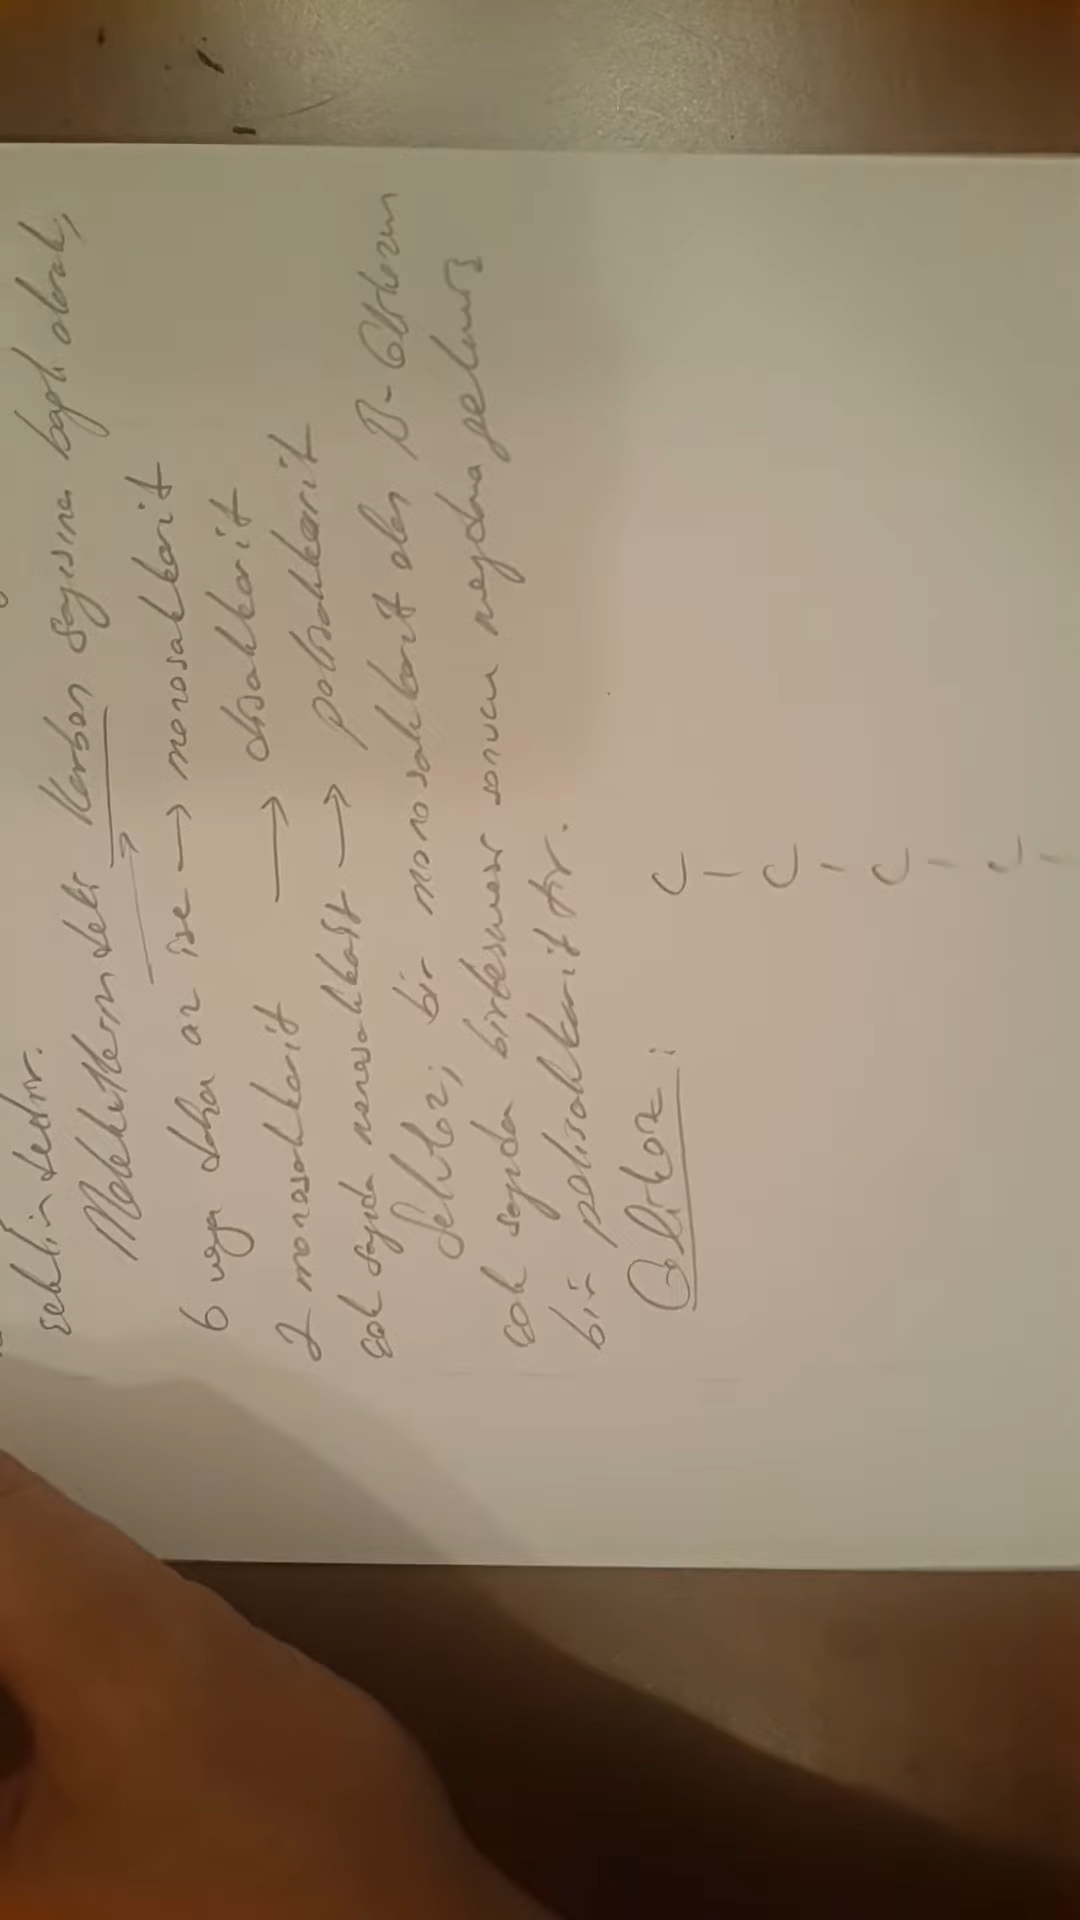 şeklindedir.
Moleküllerindeki Karbon sayısına bağlı olarak,
6 veya daha az ise → monosakkarit
2 monosakkarit → disakkarit
çok sayıda monosakkarit → polisakkarit
Selüloz; bir monosakkarit olan D-Glikozun
çok sayıda birleşmesi sonucu meydana gelmiş
bir polisakkarittir.
Glikoz :
C
C
C
C